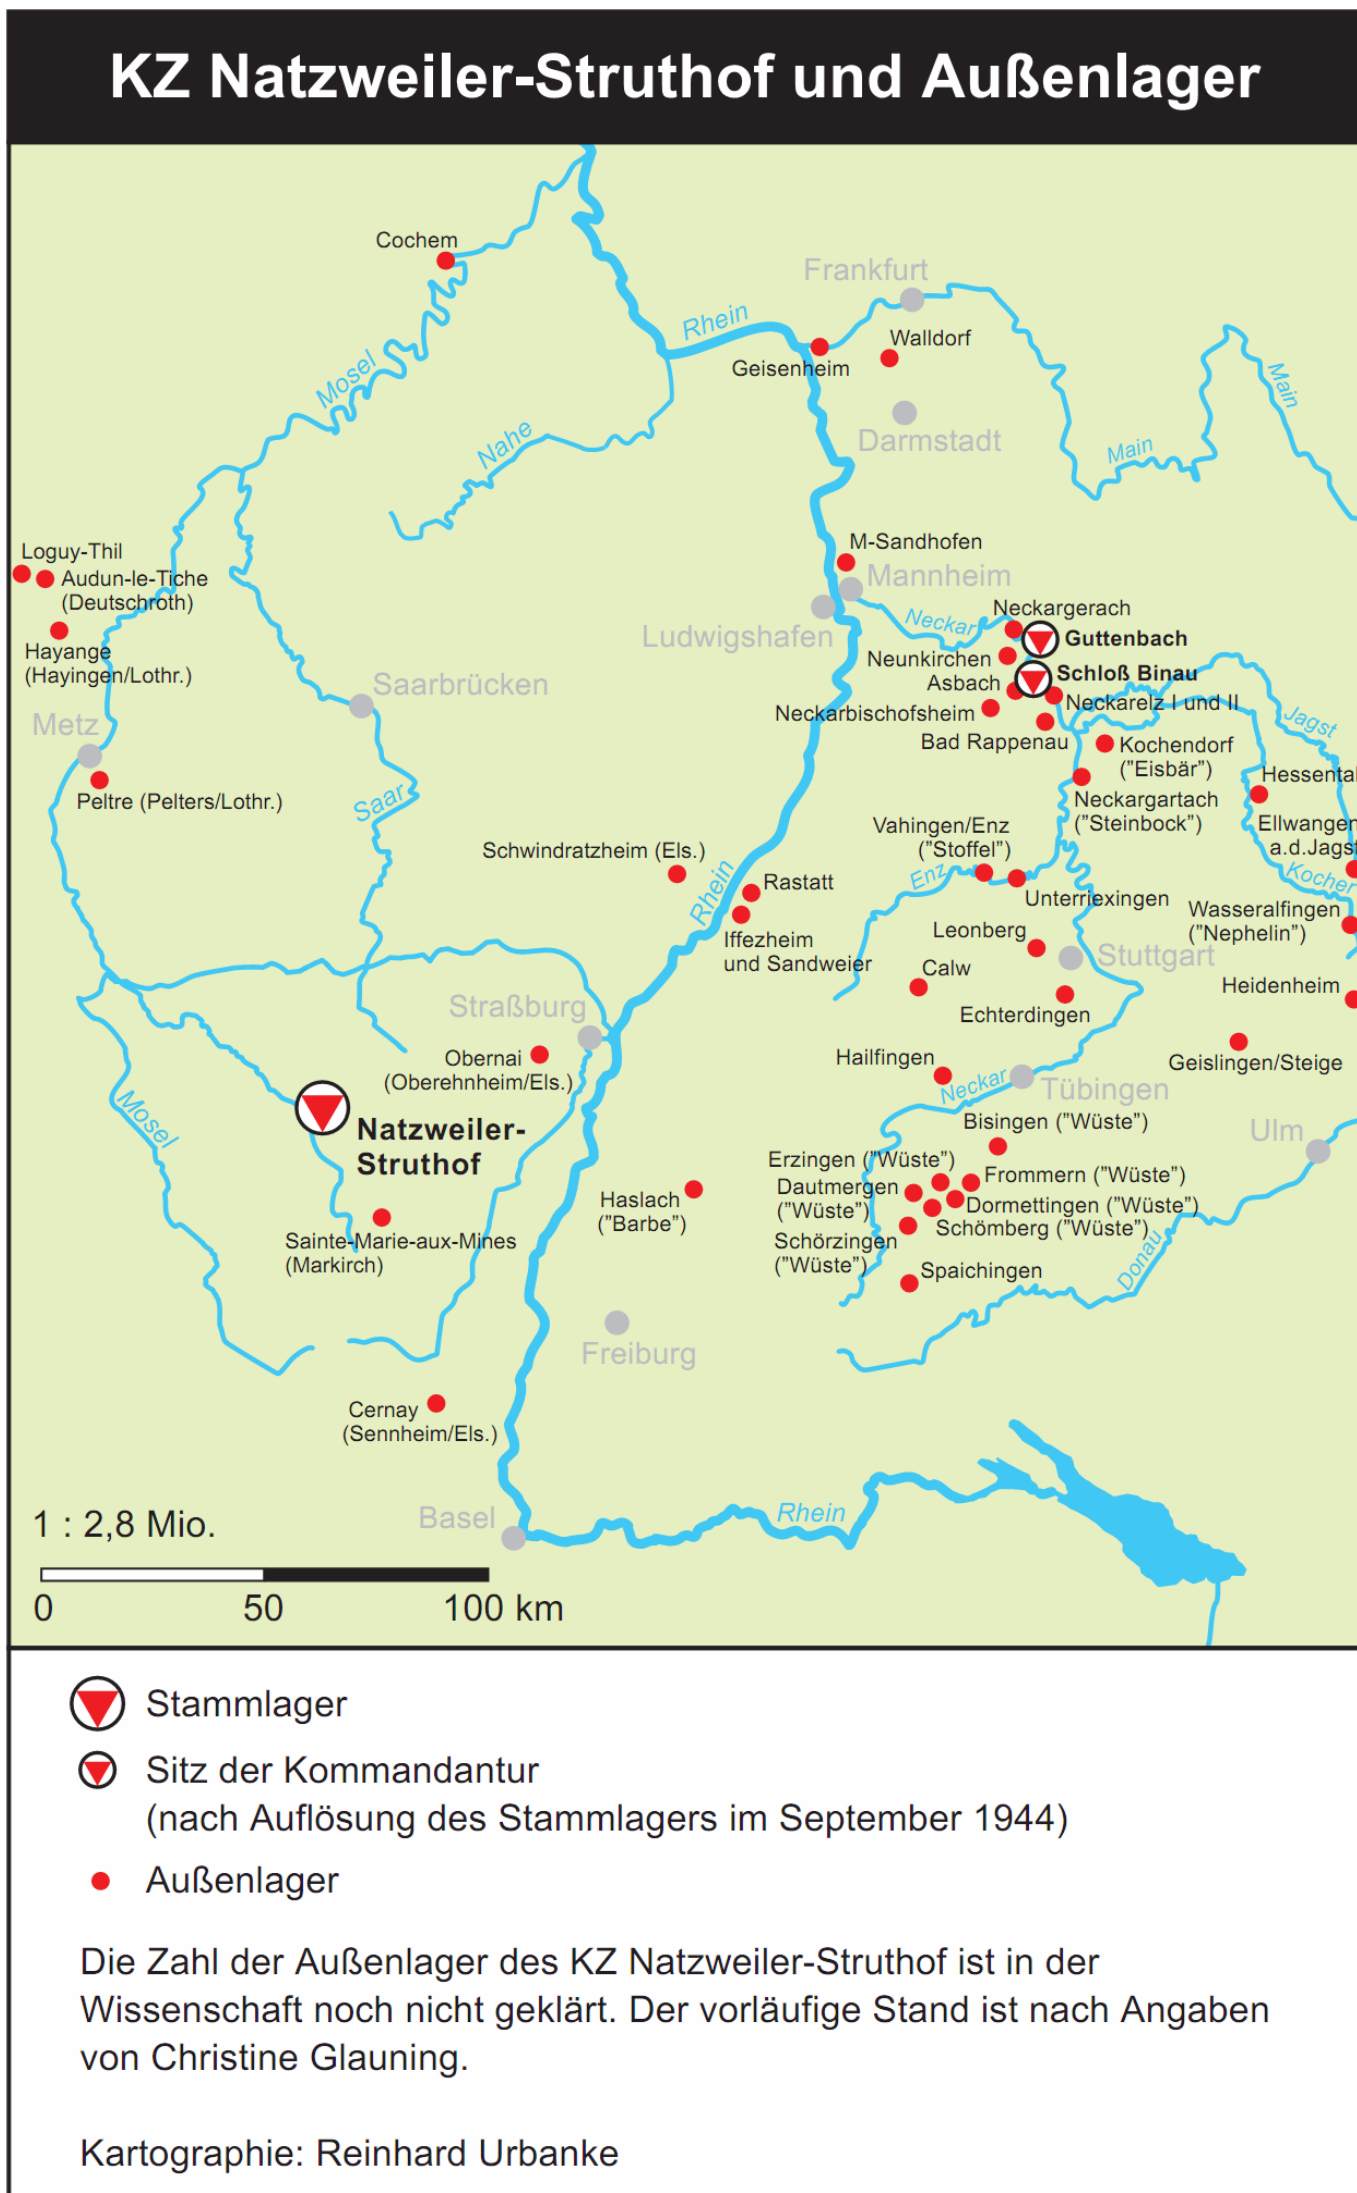 KZ Natzweiler-Struthof und Außenlager
Cochem
Frankfurt
Rhein
Walldorf
Geisenheim
Mosel
Main
Darmstadt
Nahe
Main
Loguy-Thil
Audun-le-Tiche
(Deutschroth)
M-Sandhofen
Mannheim
Neckargerach
Neckar
Ludwigshafen
Guttenbach
Hayange
(Hayingen/Lothr.)
Neunkirchen
Schloß Binau
Asbach
Saarbrücken
Neckarelz I und II
Neckarbischofsheim
Jagst
Metz
Bad Rappenau
Kochendorf
("Eisbär")
Hessental
Peltre (Pelters/Lothr.)
Saar
Neckargartach
("Steinbock")
Vahingen/Enz
("Stoffel")
Ellwangen
a.d.Jagst
Schwindratzheim (Els.)
Enz
Kocher
Rhein
Rastatt
Unterriexingen
Wasseralfingen
("Nephelin")
Iffezheim
und Sandweier
Leonberg
Stuttgart
Calw
Heidenheim
Straßburg
Echterdingen
Obernai
(Oberehnheim/Els.)
Hailfingen
Geislingen/Steige
Neckar
Tübingen
Mosel
Natzweiler-
Struthof
Bisingen ("Wüste")
Ulm
Erzingen ("Wüste")
Frommern ("Wüste")
Dautmergen
("Wüste")
Haslach
("Barbe")
Dormettingen ("Wüste")
Schömberg ("Wüste")
Sainte-Marie-aux-Mines
(Markirch)
Schörzingen
("Wüste")
Spaichingen
Donau
Freiburg
Cernay
(Sennheim/Els.)
Basel
Rhein
1 : 2,8 Mio.
0 50 100 km
Stammlager
Sitz der Kommandantur
(nach Auflösung des Stammlagers im September 1944)
Außenlager
Die Zahl der Außenlager des KZ Natzweiler-Struthof ist in der
Wissenschaft noch nicht geklärt. Der vorläufige Stand ist nach Angaben
von Christine Glauning.
Kartographie: Reinhard Urbanke